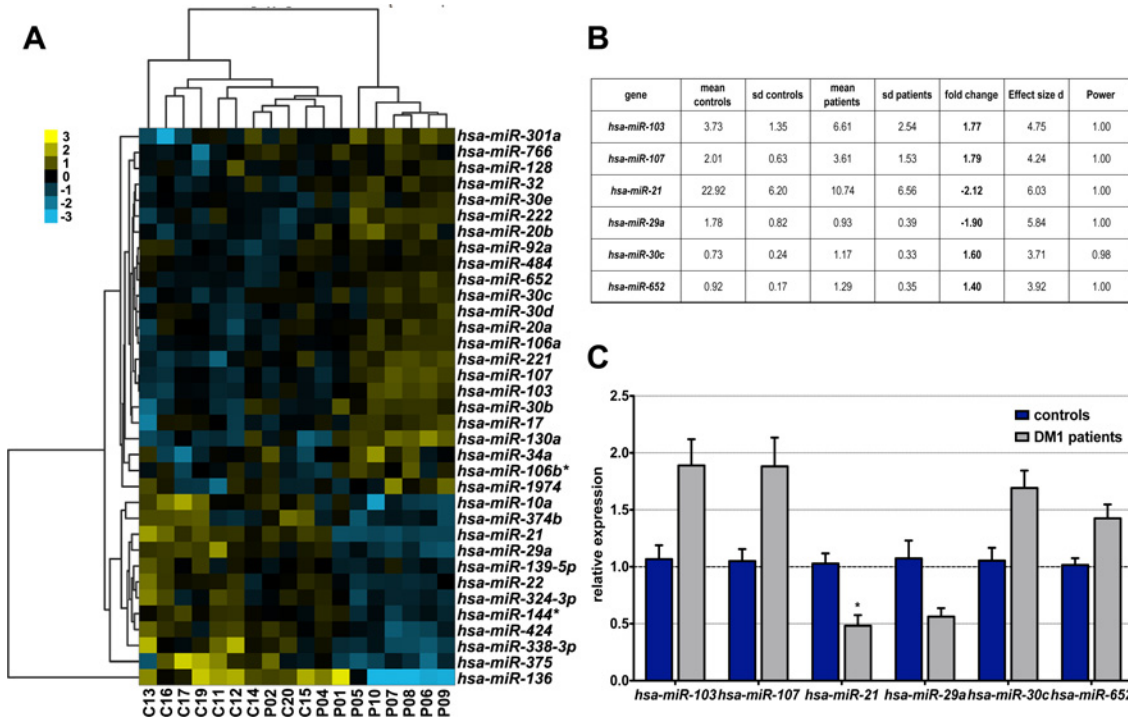 A
3
2
1
0
-1
-2
-3
hsa-miR-301a
hsa-miR-766
hsa-miR-128
hsa-miR-32
hsa-miR-30e
hsa-miR-222
hsa-miR-20b
hsa-miR-92a
hsa-miR-484
hsa-miR-652
hsa-miR-30c
hsa-miR-30d
hsa-miR-20a
hsa-miR-106a
hsa-miR-221
hsa-miR-107
hsa-miR-103
hsa-miR-30b
hsa-miR-17
hsa-miR-130a
hsa-miR-34a
hsa-miR-106b*
hsa-miR-1974
hsa-miR-10a
hsa-miR-374b
hsa-miR-21
hsa-miR-29a
hsa-miR-139-5p
hsa-miR-22
hsa-miR-324-3p
hsa-miR-144*
hsa-miR-424
hsa-miR-338-3p
hsa-miR-375
hsa-miR-136
C13 C16 C17 C19 C11 C12 C14 P02 C20 C15 P04 P01 P05 P10 P07 P08 P06 P09
B
gene mean controls sd controls mean patients sd patients fold change Effect size d Power
hsa-miR-103 3.73 1.35 6.61 2.54 1.77 4.75 1.00
hsa-miR-107 2.01 0.63 3.61 1.53 1.79 4.24 1.00
hsa-miR-21 22.92 6.20 10.74 6.56 -2.12 6.03 1.00
hsa-miR-29a 1.78 0.82 0.93 0.39 -1.90 5.84 1.00
hsa-miR-30c 0.73 0.24 1.17 0.33 1.60 3.71 0.98
hsa-miR-652 0.92 0.17 1.29 0.35 1.40 3.92 1.00
C
relative expression
2.5
2.0
1.5
1.0
0.5
0.0
controls
DM1 patients
*
hsa-miR-103 hsa-miR-107 hsa-miR-21 hsa-miR-29a hsa-miR-30c hsa-miR-652